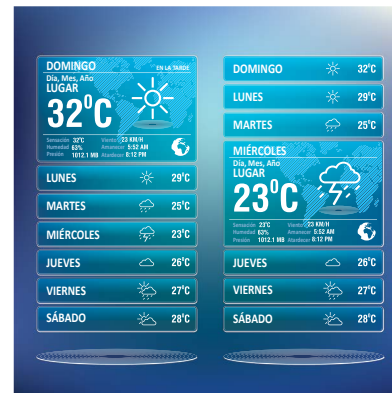 DOMINGO EN LA TARDE
Día, Mes, Año
LUGAR
32°C
Sensación 32°C Viento 23 KM/H
Humedad 63% Amanecer 5:52 AM
Presión 1012.1 MB Atardecer 8:12 PM
LUNES 29°C
MARTES 25°C
MIÉRCOLES 23°C
JUEVES 26°C
VIERNES 27°C
SÁBADO 28°C
DOMINGO 32°C
LUNES 29°C
MARTES 25°C
MIÉRCOLES
Día, Mes, Año
LUGAR
23°C
Sensación 23°C Viento 23 KM/H
Humedad 63% Amanecer 5:52 AM
Presión 1012.1 MB Atardecer 8:12 PM
JUEVES 26°C
VIERNES 27°C
SÁBADO 28°C